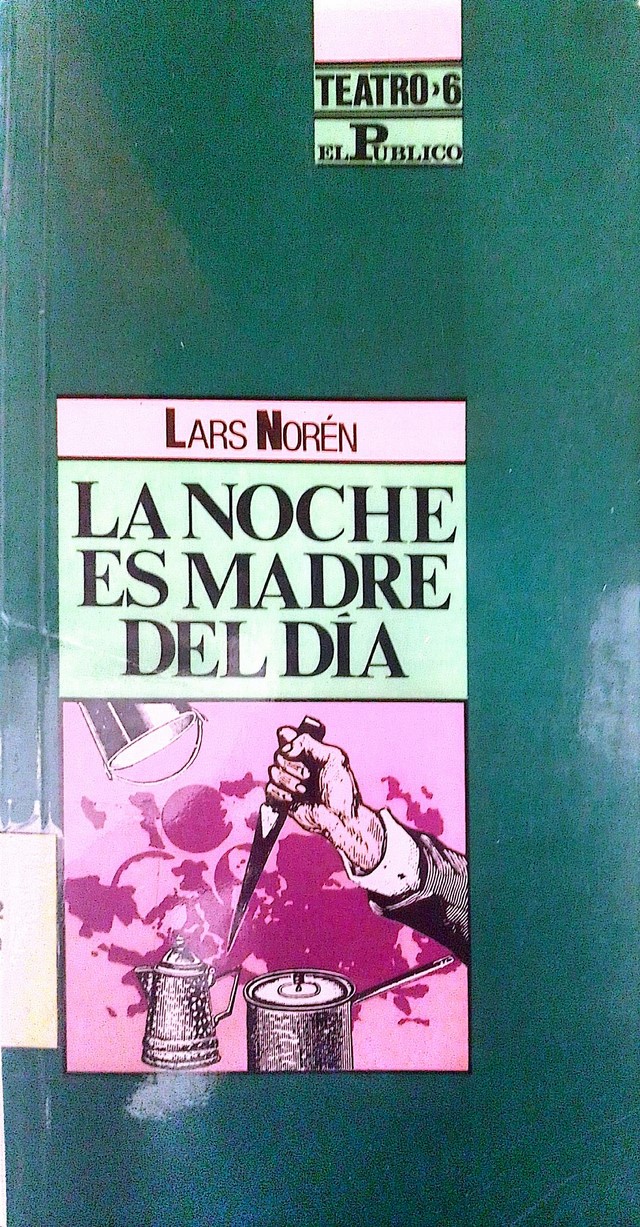 TEATRO›6
EL PUBLICO
LARS NORÉN
LA NOCHE
ES MADRE
DEL DÍA